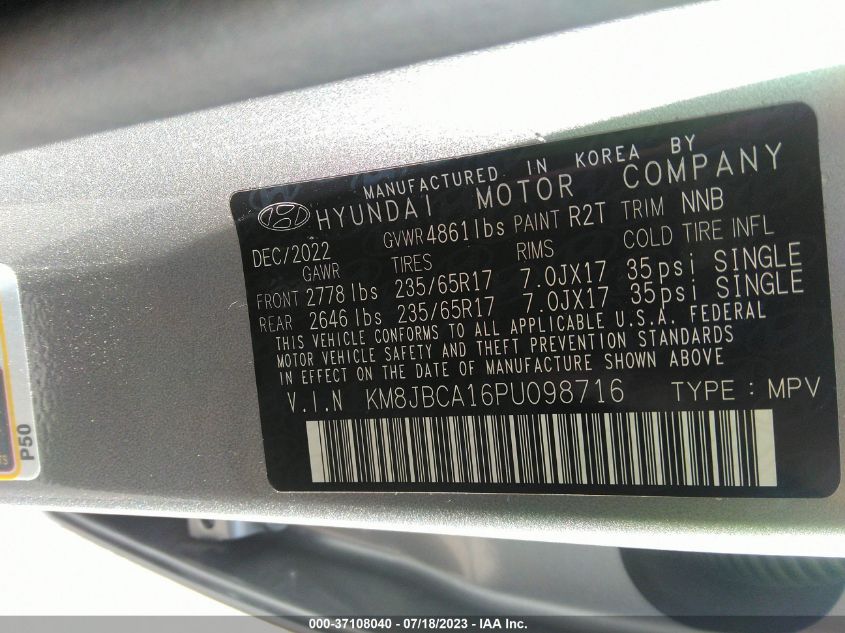 MANUFACTURED IN KOREA BY
HYUNDAI MOTOR COMPANY
DEC/2022 GVWR 4861 lbs PAINT R2T TRIM NNB
GAWR TIRES RIMS COLD TIRE INFL
FRONT 2778 lbs 235/65R17 7.0JX17 35 psi SINGLE
REAR 2646 lbs 235/65R17 7.0JX17 35 psi SINGLE
THIS VEHICLE CONFORMS TO ALL APPLICABLE U.S.A. FEDERAL
MOTOR VEHICLE SAFETY AND THEFT PREVENTION STANDARDS
IN EFFECT ON THE DATE OF MANUFACTURE SHOWN ABOVE
V.I.N KM8JBCA16PU098716 TYPE : MPV
P50
000-37108040 / 07/18/2023 - IAA Inc.